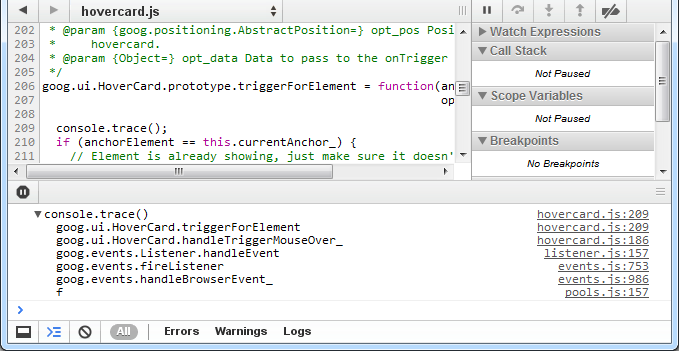 hovercard.js
202 * @param {goog.positioning.AbstractPosition=} opt_pos Posi
203 *     hovercard.
204 * @param {Object=} opt_data Data to pass to the onTrigger
205 */
206 goog.ui.HoverCard.prototype.triggerForElement = function(an
207 op
208
209 console.trace();
210 if (anchorElement == this.currentAnchor_) {
211 // Element is already showing, just make sure it doesn'
Watch Expressions
Call Stack
Not Paused
Scope Variables
Not Paused
Breakpoints
No Breakpoints
console.trace() hovercard.js:209
goog.ui.HoverCard.triggerForElement hovercard.js:209
goog.ui.HoverCard.handleTriggerMouseOver_ hovercard.js:186
goog.events.Listener.handleEvent listener.js:157
goog.events.fireListener events.js:753
goog.events.handleBrowserEvent_ events.js:986
f pools.js:157
>
All Errors Warnings Logs